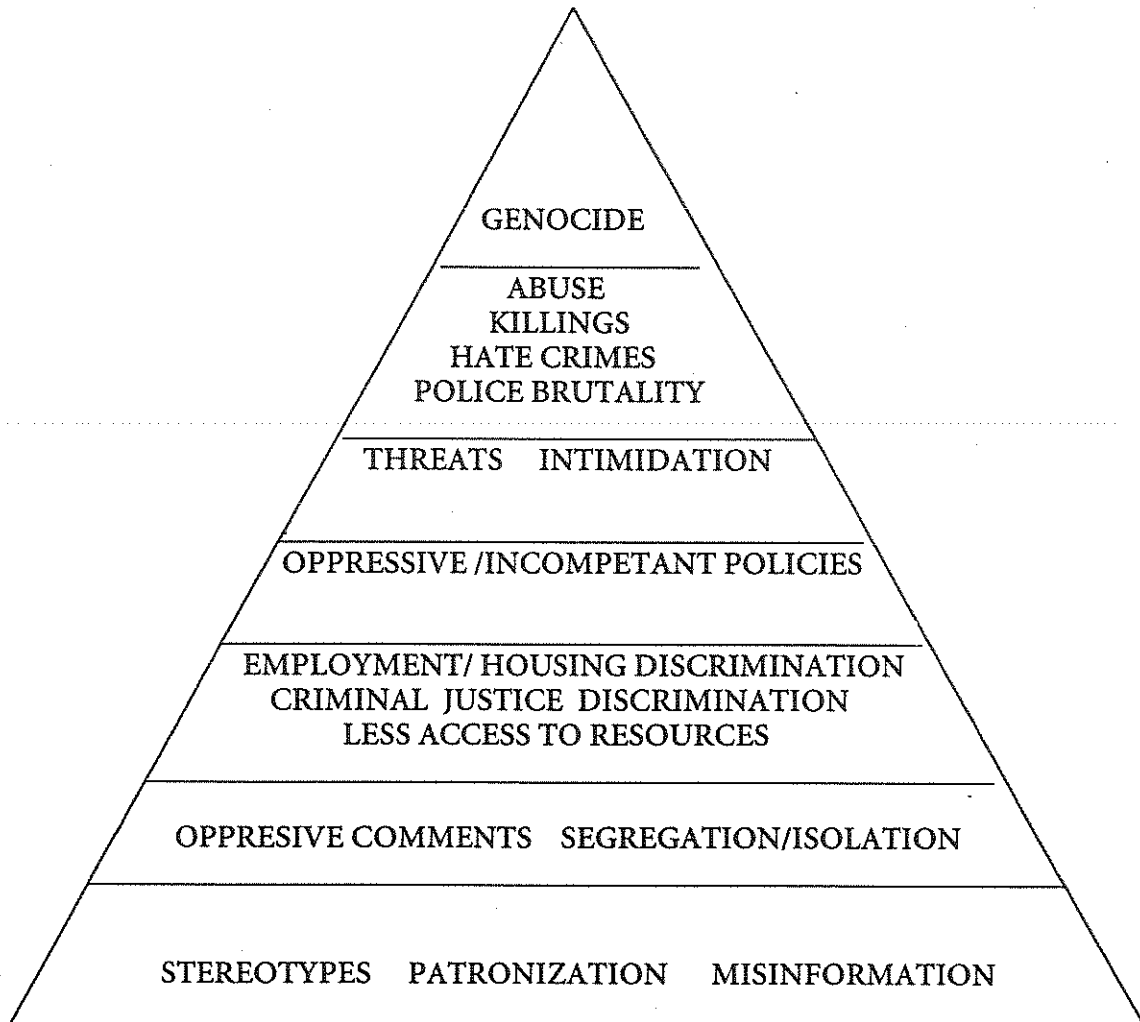 GENOCIDE
ABUSE
KILLINGS
HATE CRIMES
POLICE BRUTALITY
THREATS INTIMIDATION
OPPRESSIVE /INCOMPETANT POLICIES
EMPLOYMENT/ HOUSING DISCRIMINATION
CRIMINAL JUSTICE DISCRIMINATION
LESS ACCESS TO RESOURCES
OPPRESIVE COMMENTS SEGREGATION/ISOLATION
STEREOTYPES PATRONIZATION MISINFORMATION